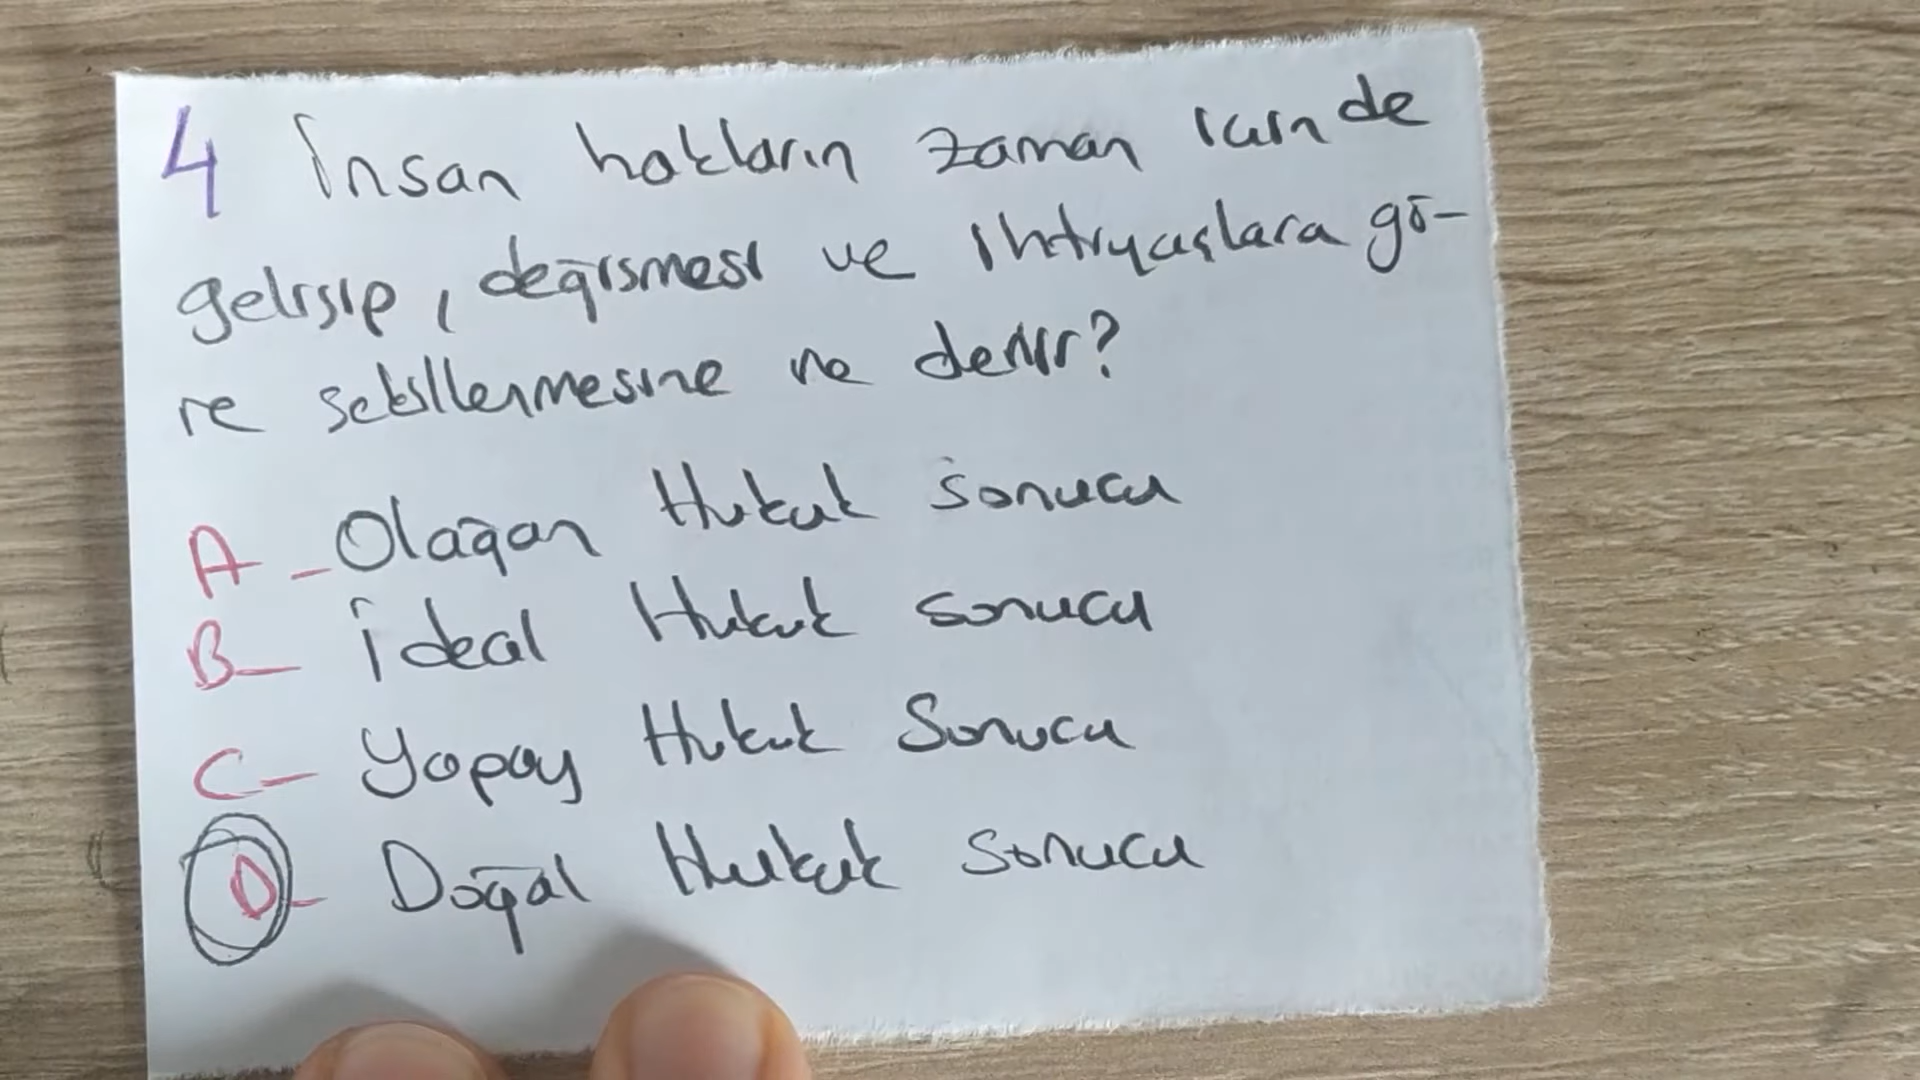 4 İnsan hakların zaman içinde
gelişip, değişmesi ve ihtiyaçlara gö-
re şekillenmesine ne denir?
A - Olağan Hukuk sonucu
B - İdeal Hukuk sonucu
C - Yapay Hukuk Sonucu
D - Doğal Hukuk sonucu